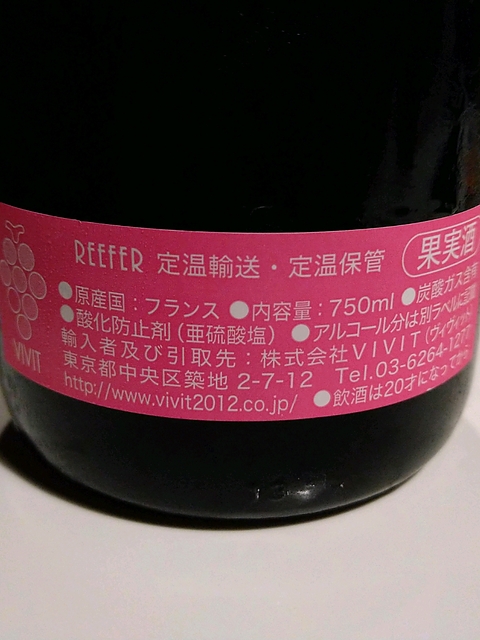 REEFER 定温輸送・定温保管 果実酒
●原産国：フランス ●内容量：750ml ●炭酸ガス含有
●酸化防止剤（亜硫酸塩） ●アルコール分は別ラベルに記載
輸入者及び引取先：株式会社VIVIT（ヴィヴィット）
東京都中央区築地 2-7-12 Tel.03-6264-127
http://www.vivit2012.co.jp/ ●飲酒は20才になってから
VIVIT